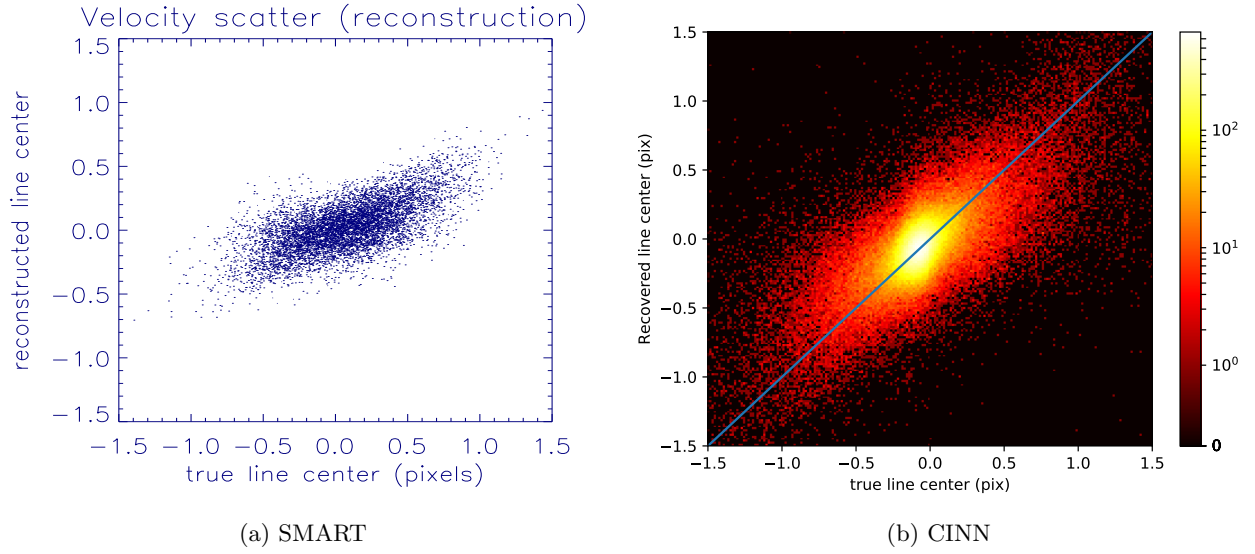 Velocity scatter (reconstruction)
reconstructed line center
1.5
1.0
0.5
0.0
−0.5
−1.0
−1.5
−1.5 −1.0 −0.5 0.0 0.5 1.0 1.5
true line center (pixels)
(a) SMART
Recovered line center (pix)
1.5
1.0
0.5
0.0
−0.5
−1.0
−1.5
−1.5 −1.0 −0.5 0.0 0.5 1.0 1.5
true line center (pix)
10²
10¹
10⁰
0
(b) CINN